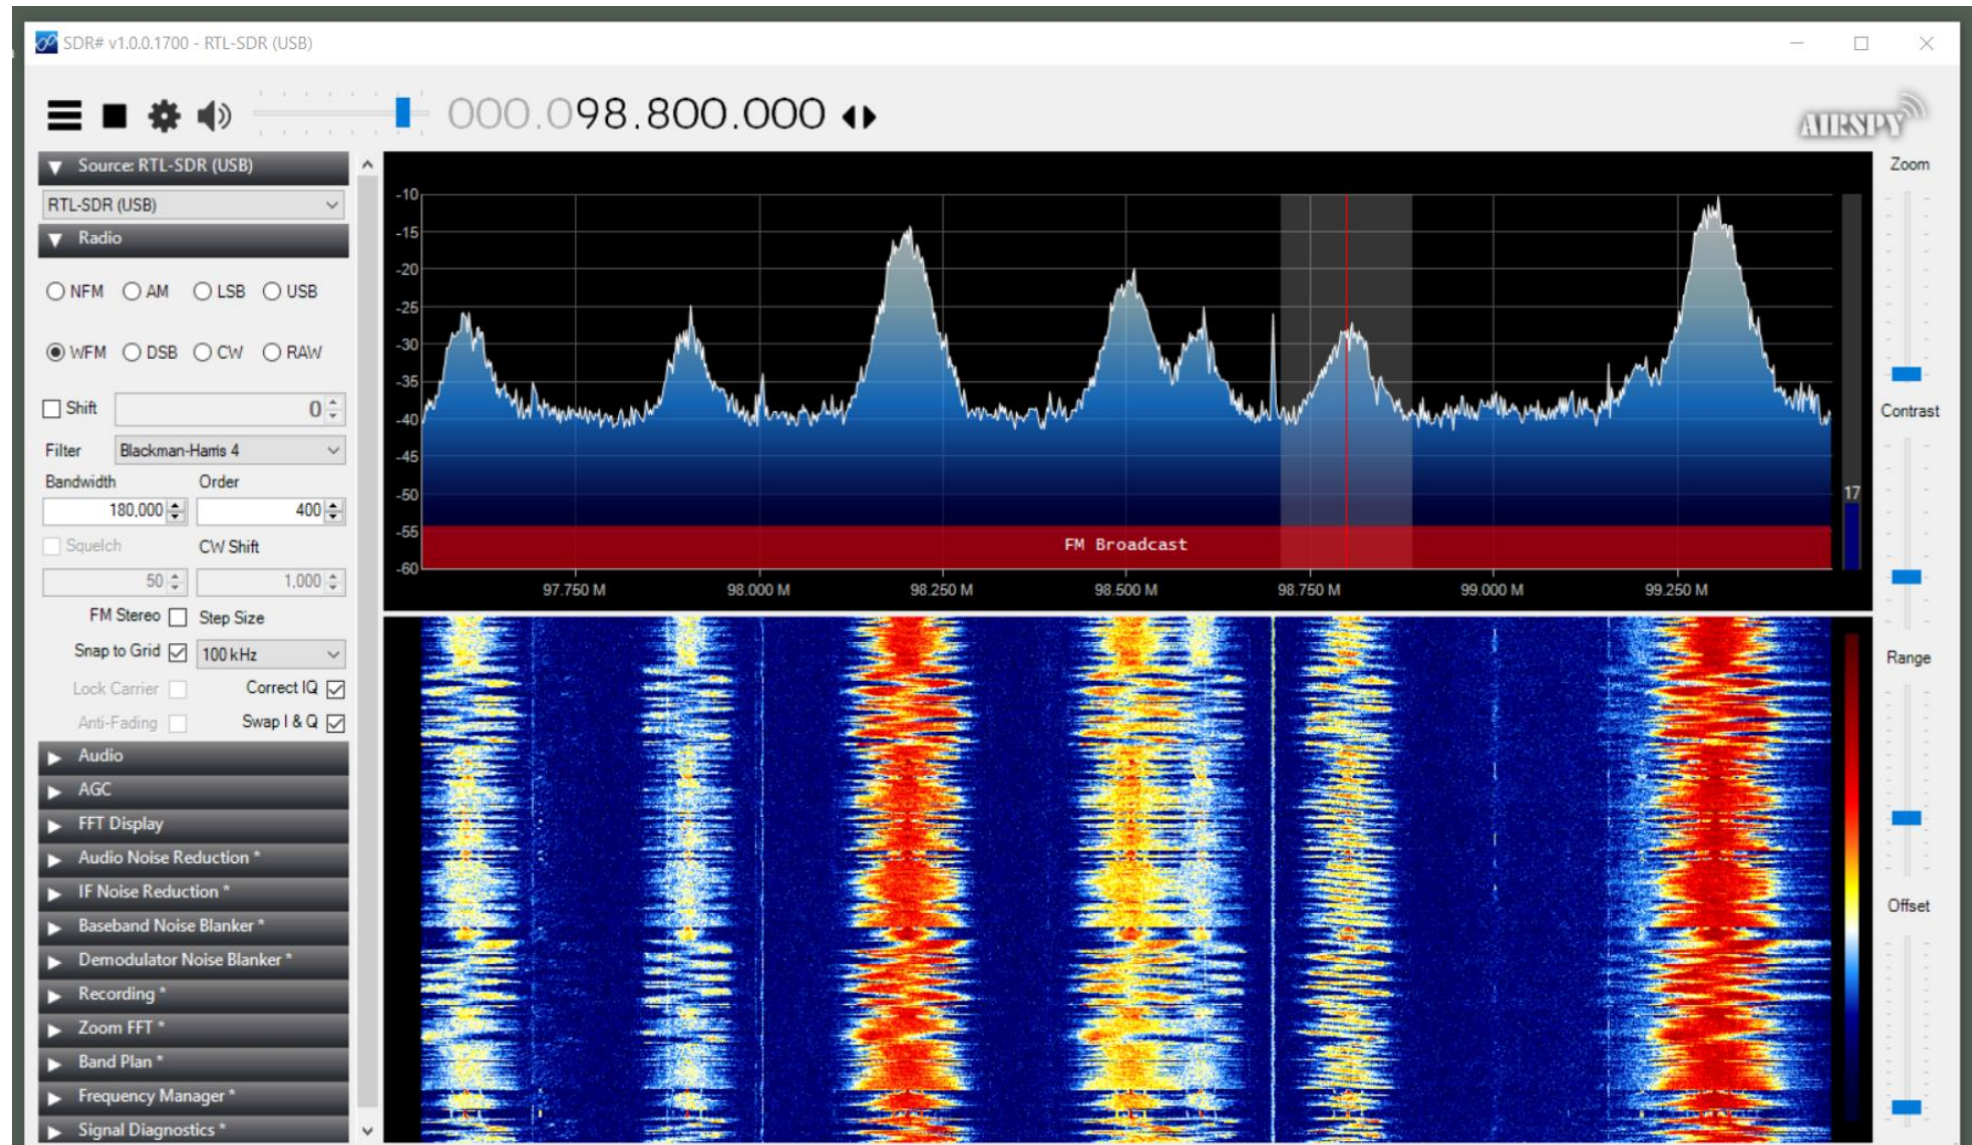 SDR# v1.0.0.1700 - RTL-SDR (USB)
000.098.800.000
AIRSPY
Source: RTL-SDR (USB)
RTL-SDR (USB)
Radio
NFM AM LSB USB
WFM DSB CW RAW
Shift 0
Filter Blackman-Harris 4
Bandwidth Order
180,000 400
Squelch CW Shift
50 1,000
FM Stereo Step Size
Snap to Grid 100 kHz
Lock Carrier Correct IQ
Anti-Fading Swap I & Q
Audio
AGC
FFT Display
Audio Noise Reduction *
IF Noise Reduction *
Baseband Noise Blanker *
Demodulator Noise Blanker *
Recording *
Zoom FFT *
Band Plan *
Frequency Manager *
Signal Diagnostics *
-10
-15
-20
-25
-30
-35
-40
-45
-50
-55
-60
17
FM Broadcast
97.750 M 98.000 M 98.250 M 98.500 M 98.750 M 99.000 M 99.250 M
Zoom
Contrast
Range
Offset